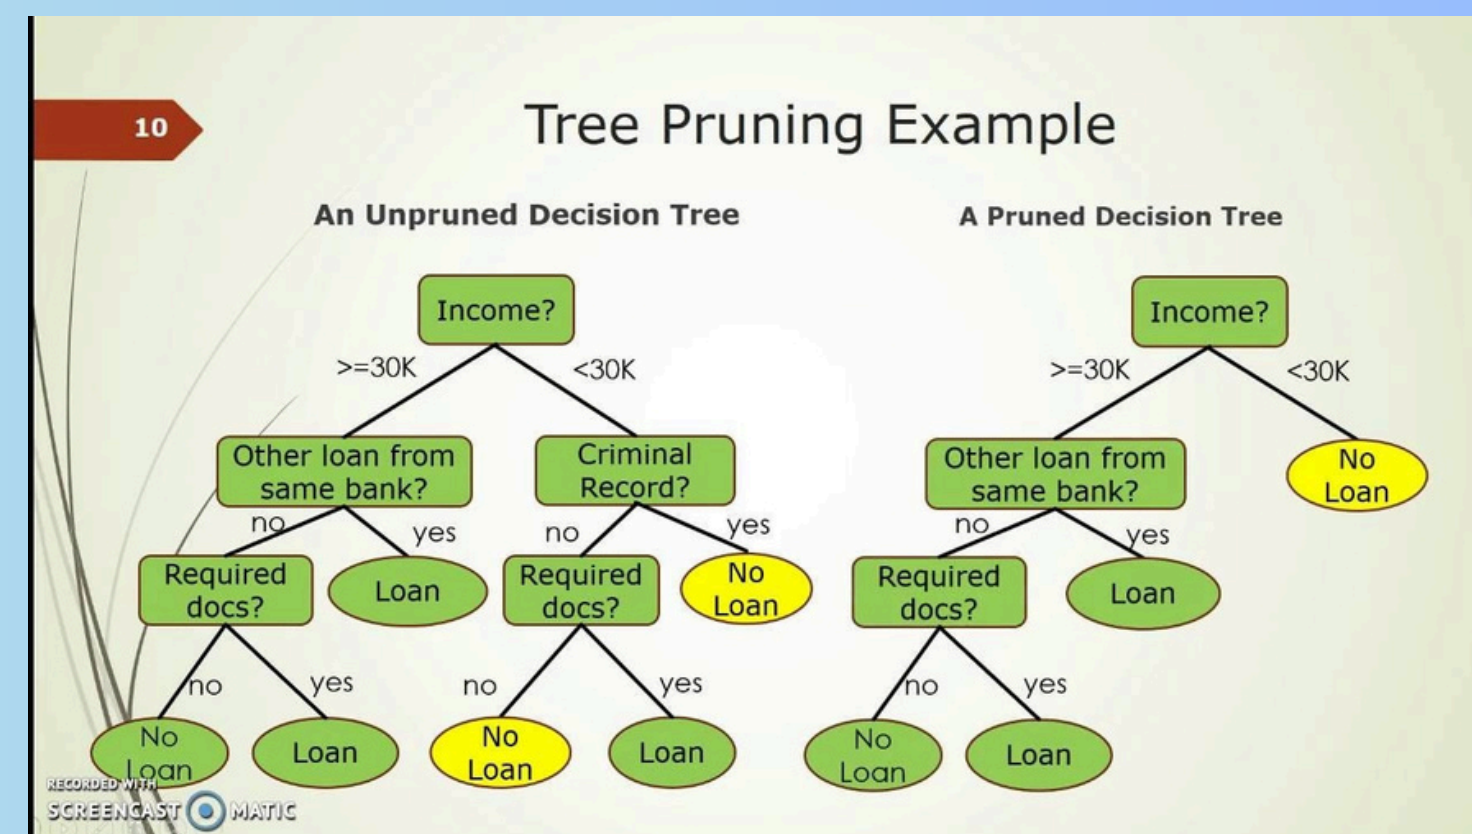 10
Tree Pruning Example
An Unpruned Decision Tree
Income?
>=30K
<30K
Other loan from
same bank?
Criminal
Record?
no
yes
no
yes
Required
docs?
Loan
Required
docs?
No
Loan
no
yes
no
yes
No
Loan
Loan
No
Loan
Loan
A Pruned Decision Tree
Income?
>=30K
<30K
Other loan from
same bank?
No
Loan
no
yes
Required
docs?
Loan
no
yes
No
Loan
Loan
RECORDED WITH
SCREENCAST MATIC